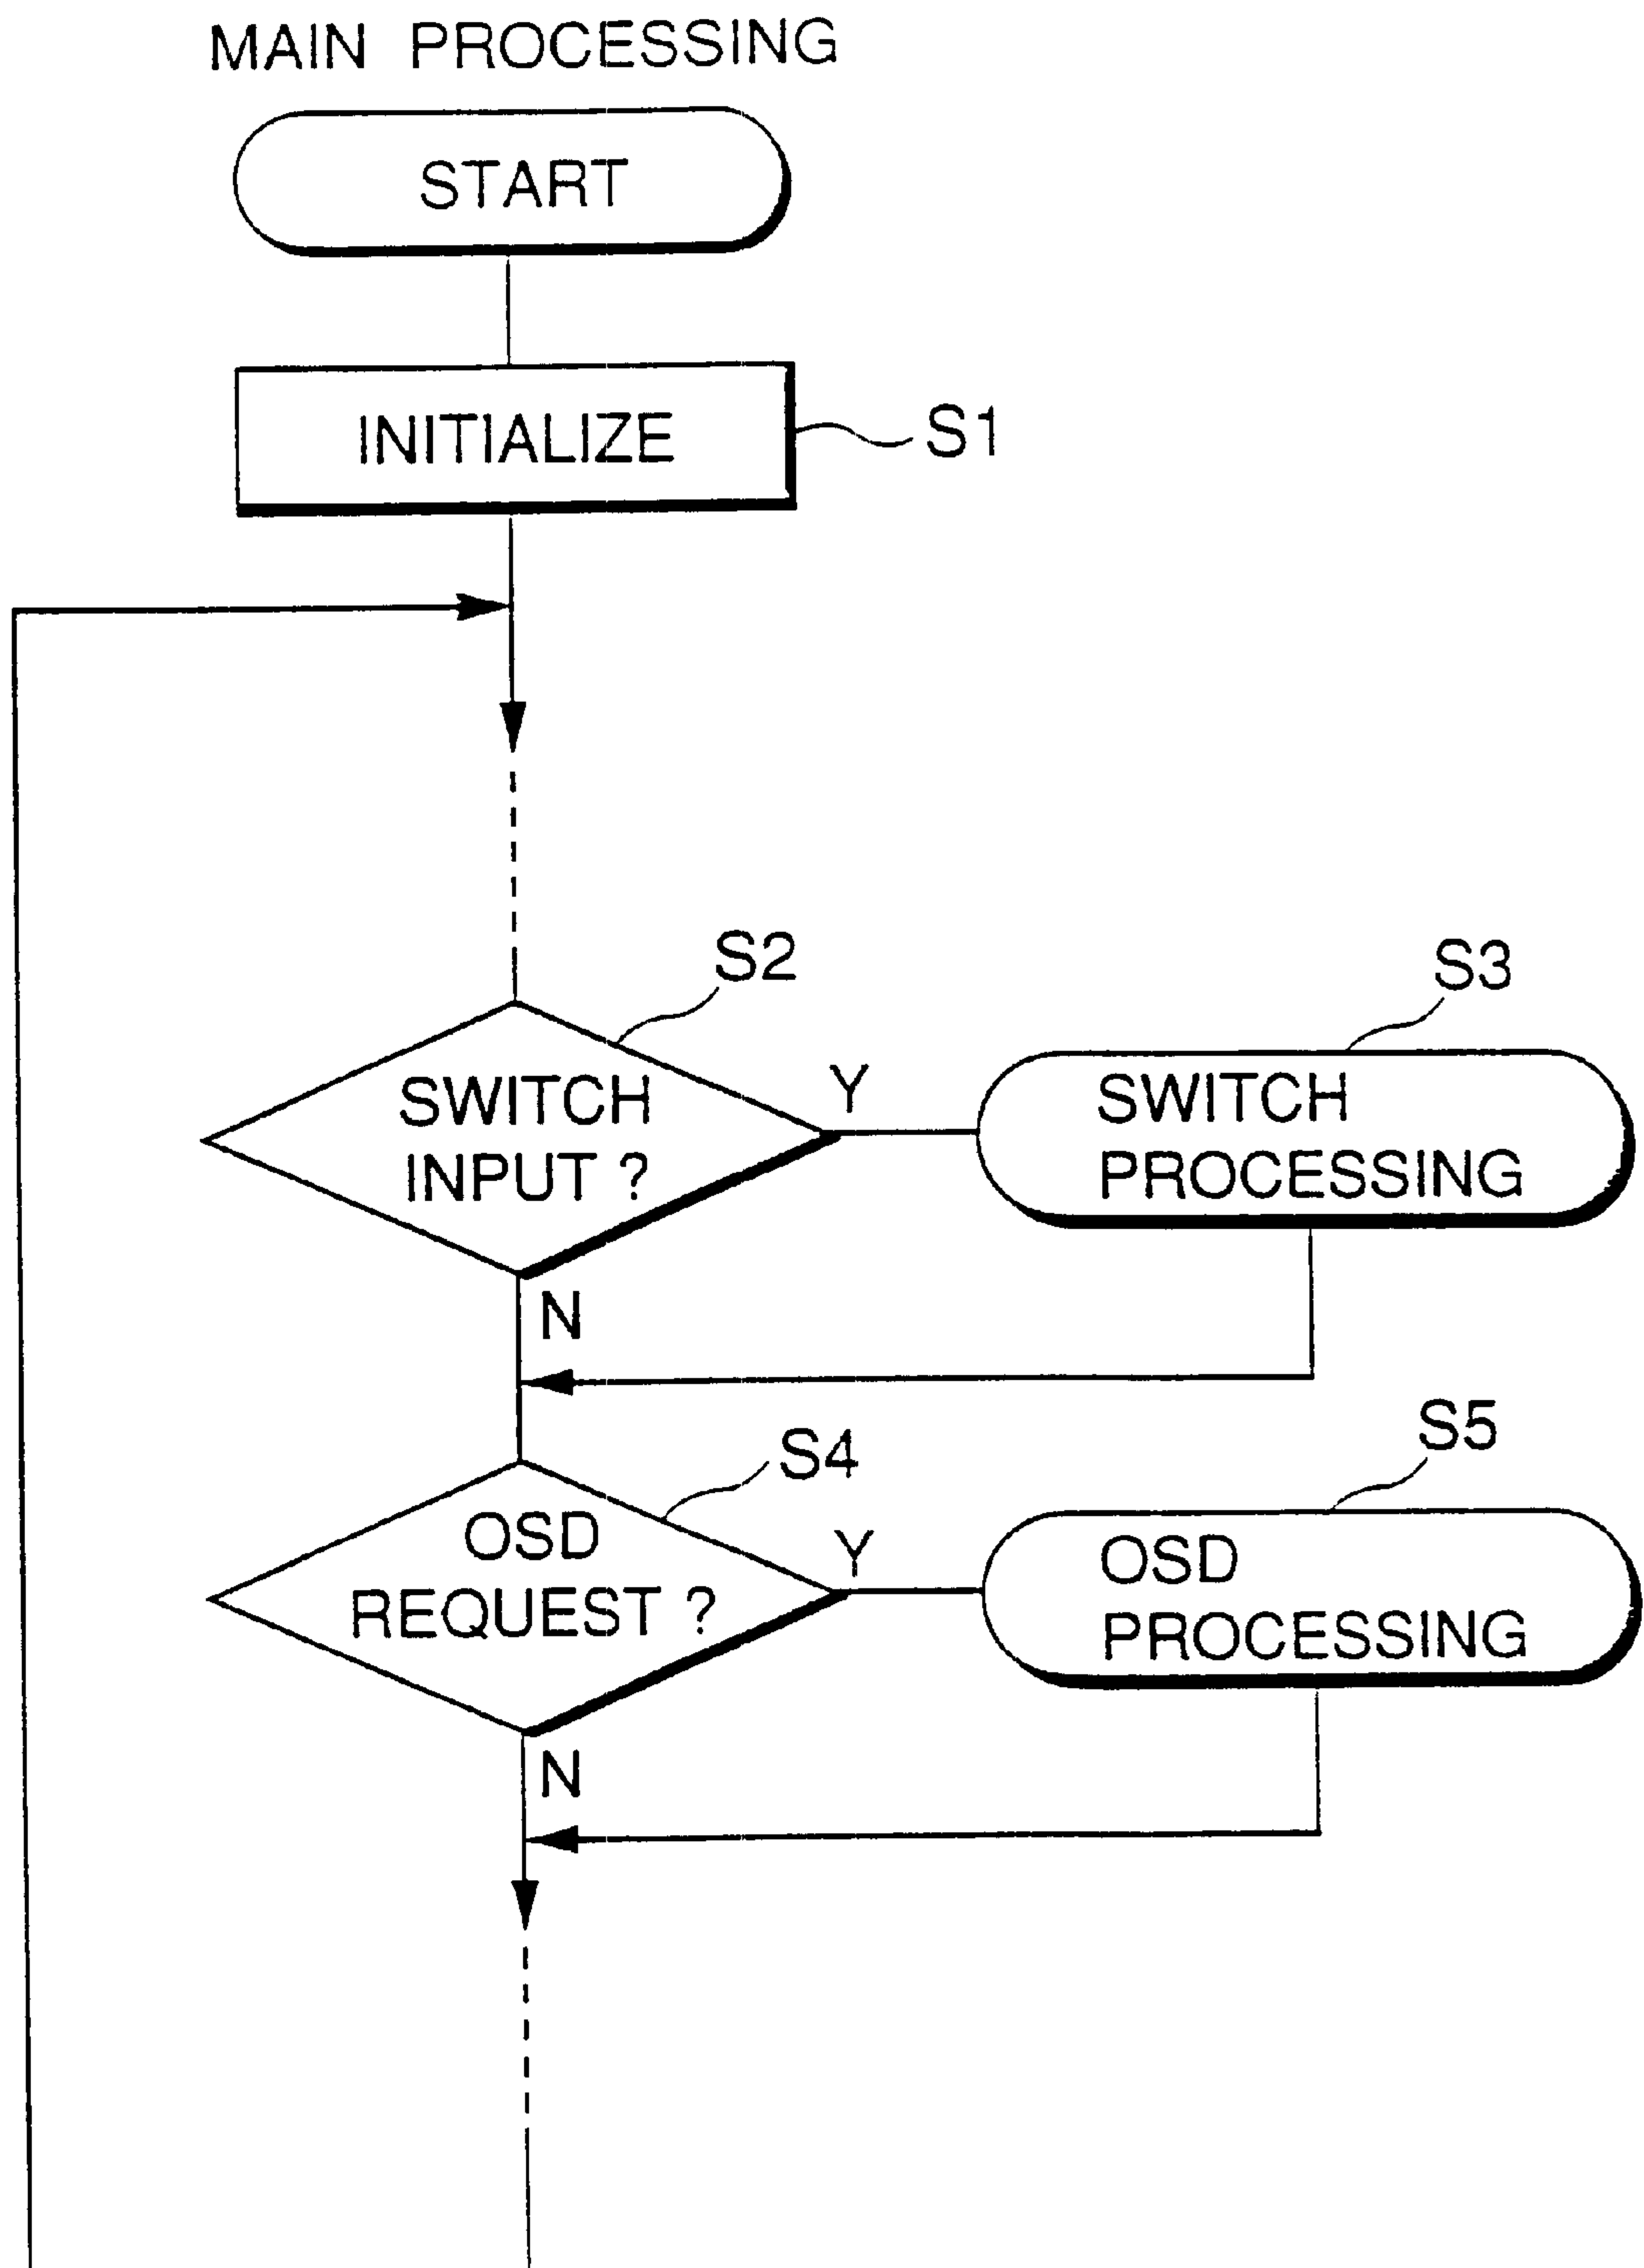 MAIN PROCESSING
START
INITIALIZE
S1
S2
S3
SWITCH
INPUT ?
Y
SWITCH
PROCESSING
N
S4
S5
OSD
REQUEST ?
Y
OSD
PROCESSING
N